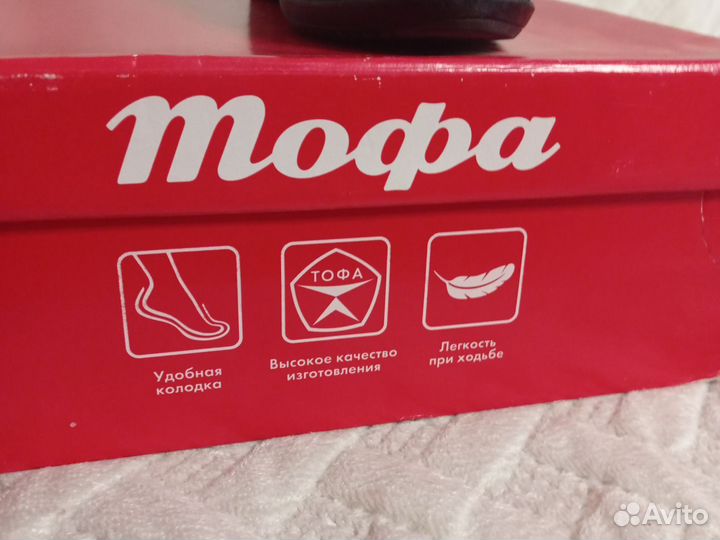 Тофа
ТОФА
Удобная
колодка
Высокое качество
изготовления
Легкость
при ходьбе
Avito